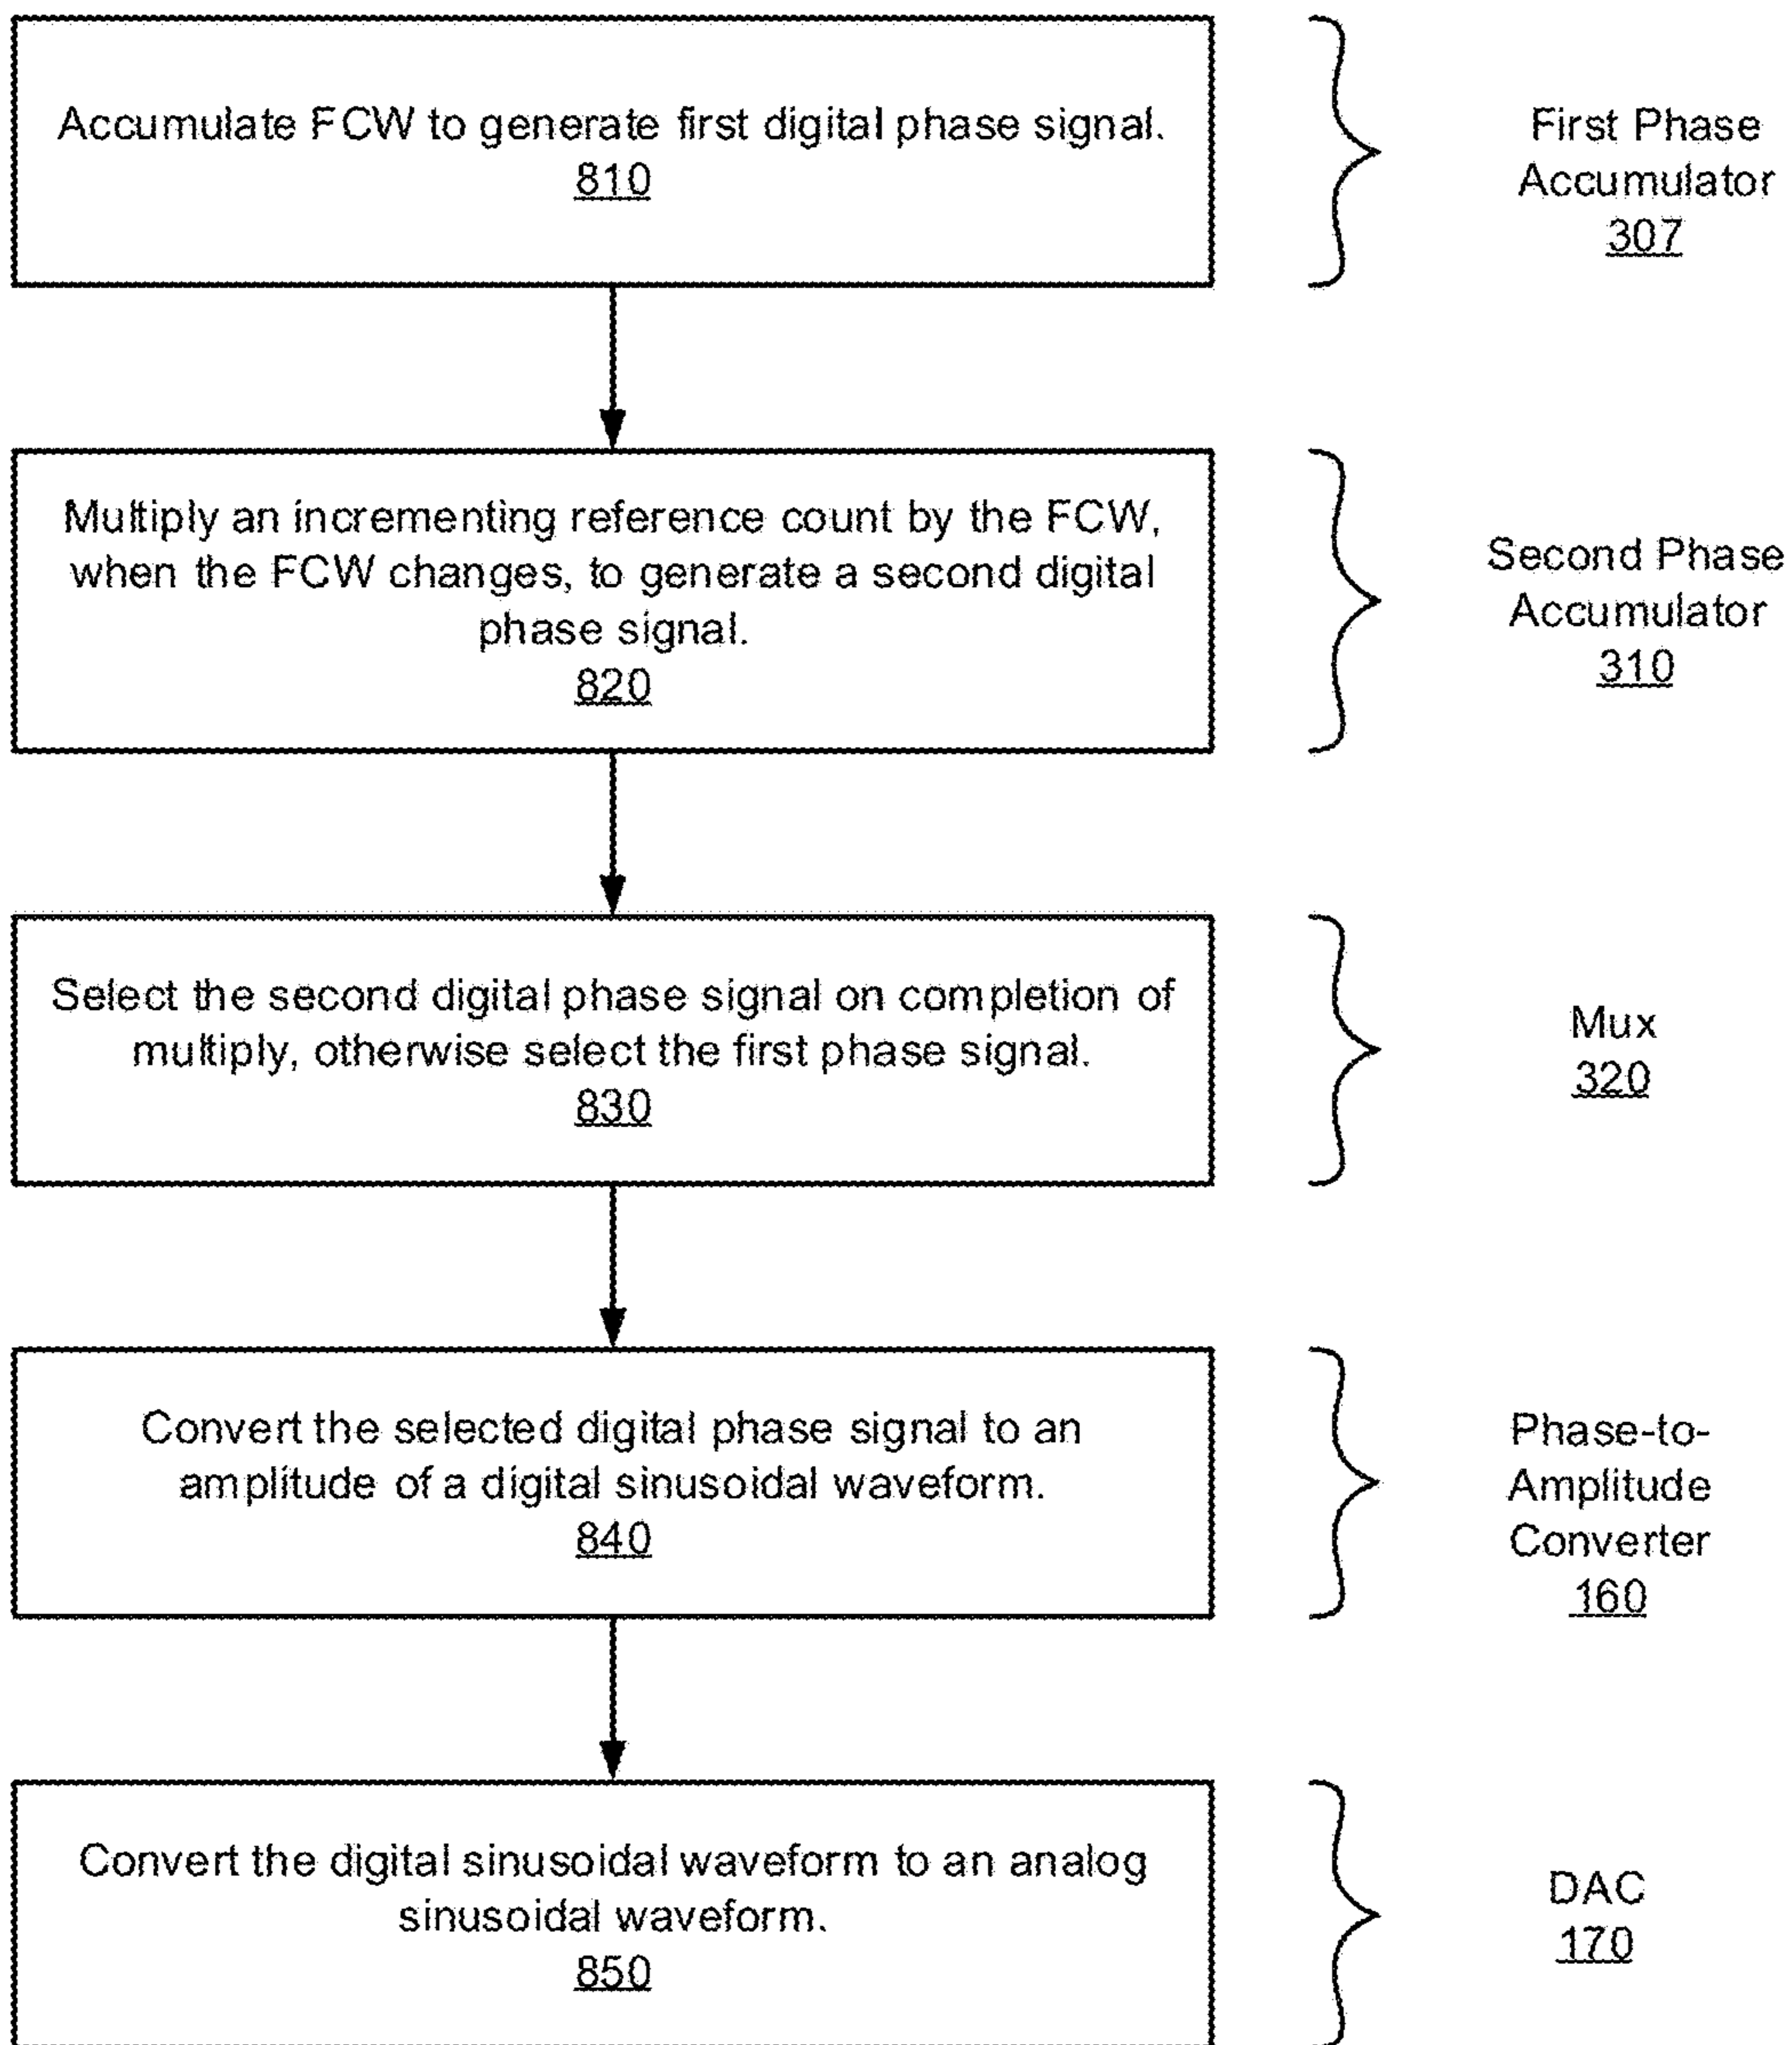 Accumulate FCW to generate first digital phase signal.
810
First Phase
Accumulator
307
Multiply an incrementing reference count by the FCW,
when the FCW changes, to generate a second digital
phase signal.
820
Second Phase
Accumulator
310
Select the second digital phase signal on completion of
multiply, otherwise select the first phase signal.
830
Mux
320
Convert the selected digital phase signal to an
amplitude of a digital sinusoidal waveform.
840
Phase-to-
Amplitude
Converter
160
Convert the digital sinusoidal waveform to an analog
sinusoidal waveform.
850
DAC
170